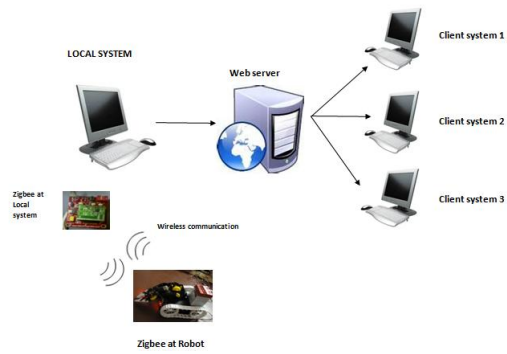 Client system 1
LOCAL SYSTEM
Web server
Client system 2
Zigbee at
Local
system
Client system 3
Wireless communication
Zigbee at Robot